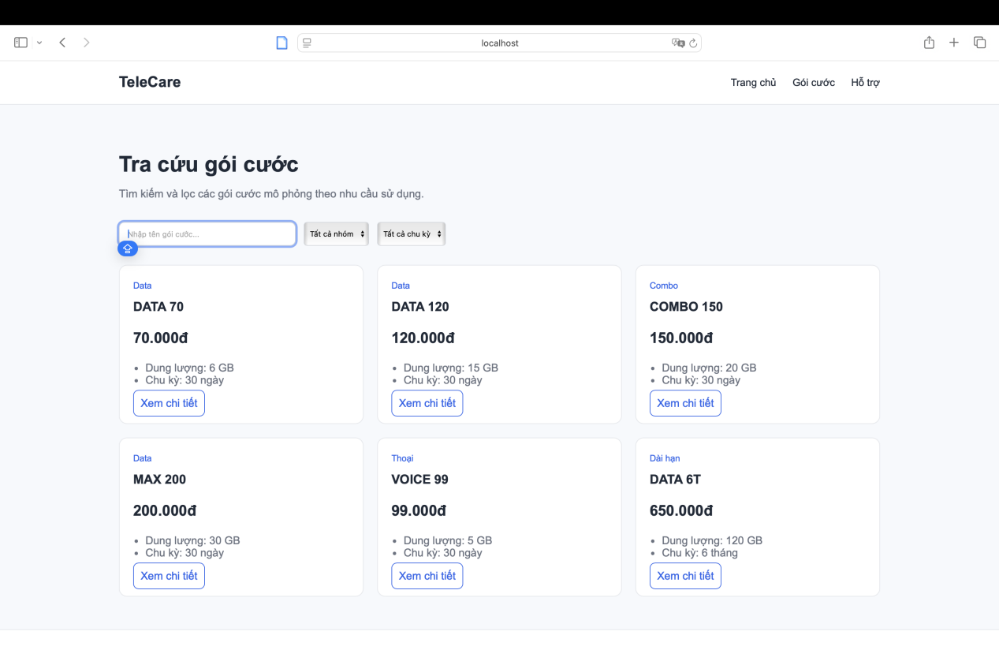 localhost
TeleCare
Trang chủ Gói cước Hỗ trợ
Tra cứu gói cước
Tìm kiếm và lọc các gói cước mô phỏng theo nhu cầu sử dụng.
Nhập tên gói cước... Tất cả nhóm Tất cả chu kỳ
Data
DATA 70
70.000đ
• Dung lượng: 6 GB
• Chu kỳ: 30 ngày
Xem chi tiết
Data
DATA 120
120.000đ
• Dung lượng: 15 GB
• Chu kỳ: 30 ngày
Xem chi tiết
Combo
COMBO 150
150.000đ
• Dung lượng: 20 GB
• Chu kỳ: 30 ngày
Xem chi tiết
Data
MAX 200
200.000đ
• Dung lượng: 30 GB
• Chu kỳ: 30 ngày
Xem chi tiết
Thoại
VOICE 99
99.000đ
• Dung lượng: 5 GB
• Chu kỳ: 30 ngày
Xem chi tiết
Dài hạn
DATA 6T
650.000đ
• Dung lượng: 120 GB
• Chu kỳ: 6 tháng
Xem chi tiết